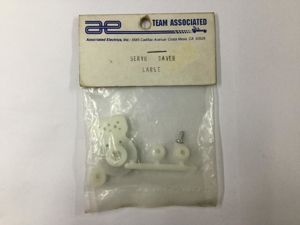 ae TEAM ASSOCIATED
Associated Electrics, Inc. · 3585 Cadillac Avenue Costa Mesa, CA 92626
SERVO SAVER
LARGE